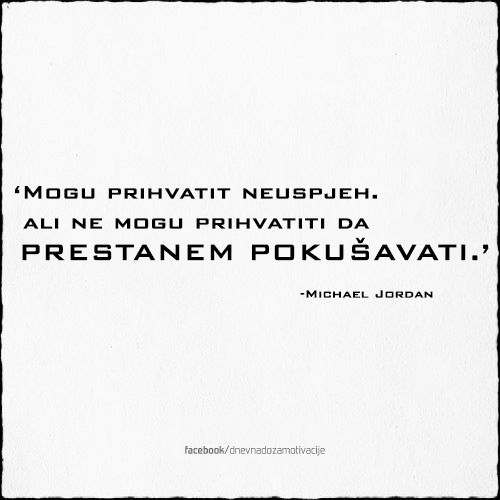 ‘Mogu prihvatit neuspjeh.
ali ne mogu prihvatiti da
PRESTANEM POKUŠAVATI.’
-Michael Jordan
facebook/dnevnadozamotivacije